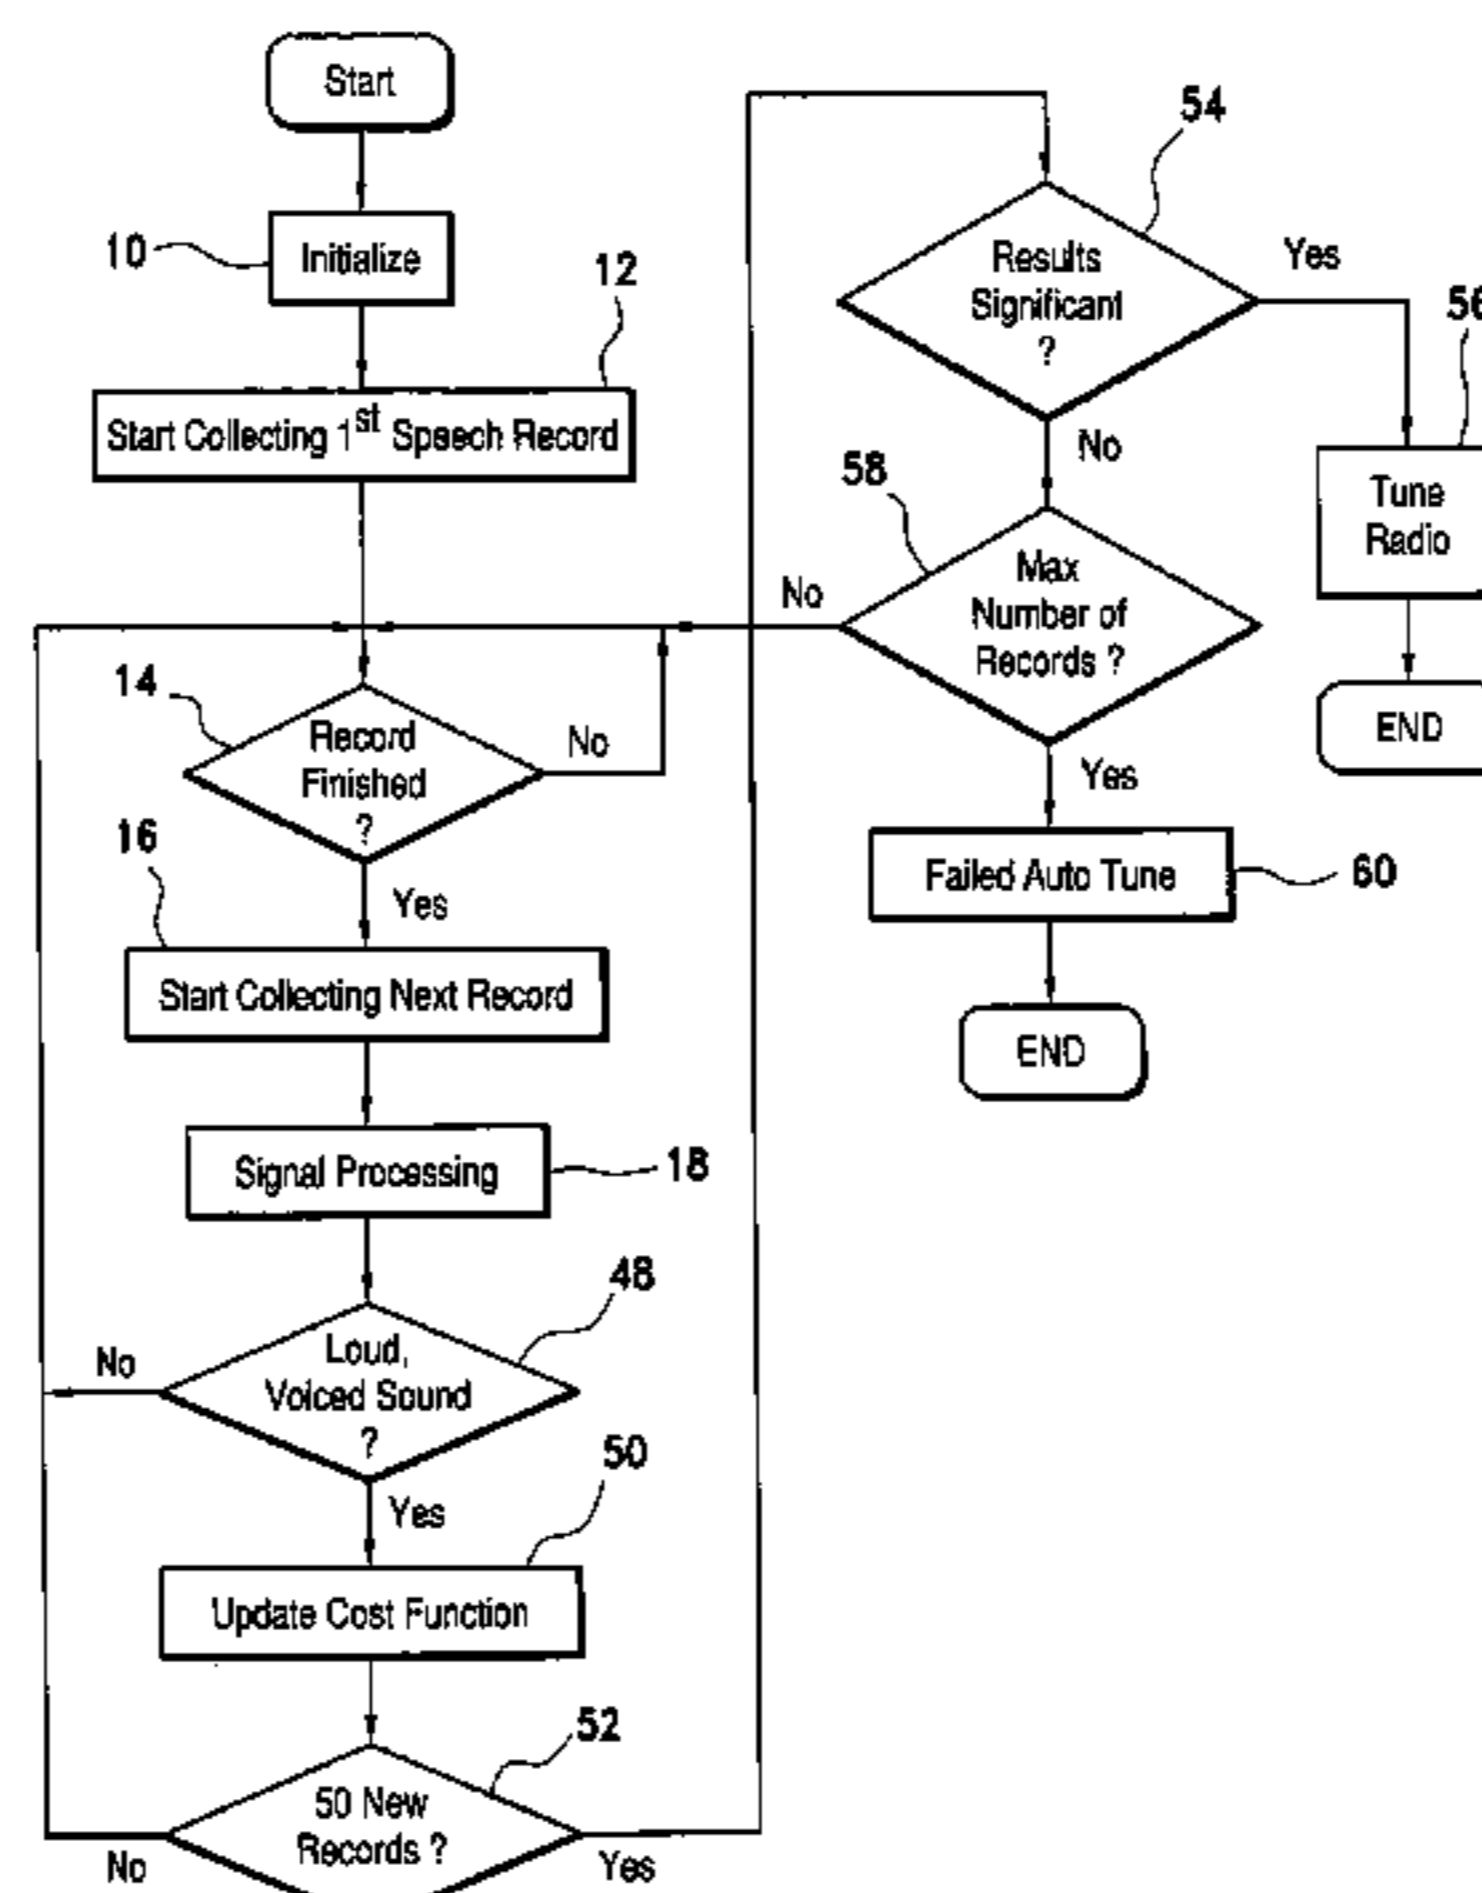 Start
10
Initialize
12
Start Collecting 1st Speech Record
14
Record
Finished
?
No
Yes
16
Start Collecting Next Record
Signal Processing
18
48
Loud,
Voiced Sound
?
No
Yes
50
Update Cost Function
52
50 New
Records ?
No
Yes
54
Results
Significant
?
Yes
No
56
Tune
Radio
END
58
Max
Number of
Records ?
No
Yes
Failed Auto Tune
60
END